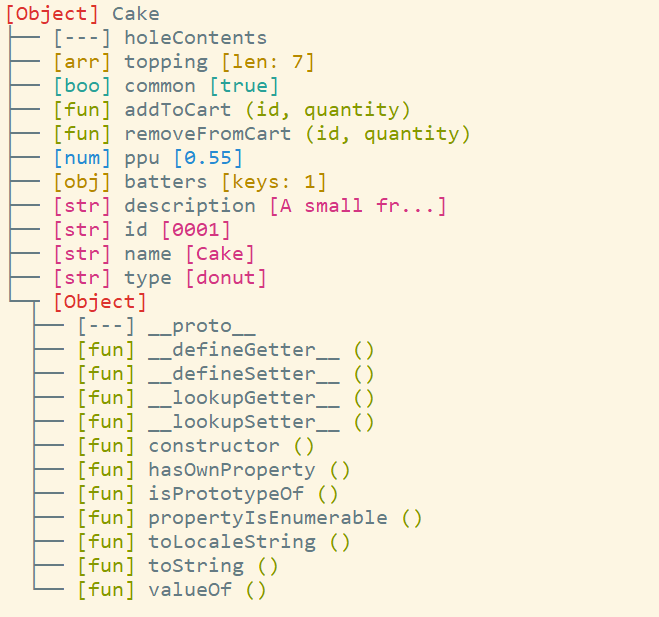 [Object] Cake
[---] holeContents
[arr] topping [len: 7]
[boo] common [true]
[fun] addToCart (id, quantity)
[fun] removeFromCart (id, quantity)
[num] ppu [0.55]
[obj] batters [keys: 1]
[str] description [A small fr...]
[str] id [0001]
[str] name [Cake]
[str] type [donut]
[Object]
[---] __proto__
[fun] __defineGetter__ ()
[fun] __defineSetter__ ()
[fun] __lookupGetter__ ()
[fun] __lookupSetter__ ()
[fun] constructor ()
[fun] hasOwnProperty ()
[fun] isPrototypeOf ()
[fun] propertyIsEnumerable ()
[fun] toLocaleString ()
[fun] toString ()
[fun] valueOf ()